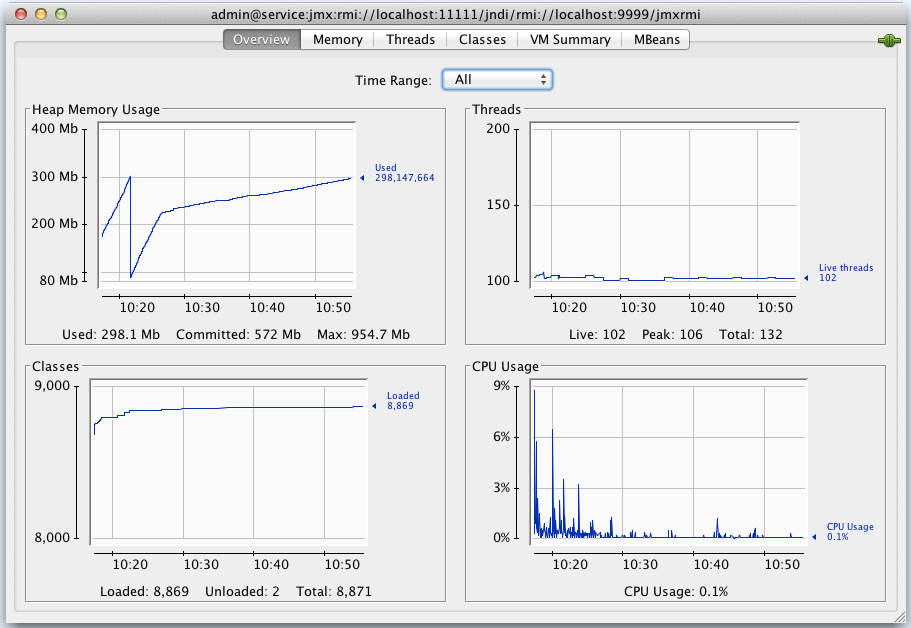 admin@service:jmx:rmi://localhost:11111/jndi/rmi://localhost:9999/jmxrmi
Overview Memory Threads Classes VM Summary MBeans
Time Range: All
Heap Memory Usage
400 Mb
300 Mb
200 Mb
80 Mb
Used
298,147,664
10:20 10:30 10:40 10:50
Used: 298.1 Mb Committed: 572 Mb Max: 954.7 Mb
Threads
200
150
100
Live threads
102
10:20 10:30 10:40 10:50
Live: 102 Peak: 106 Total: 132
Classes
9,000
8,000
Loaded
8,869
10:20 10:30 10:40 10:50
Loaded: 8,869 Unloaded: 2 Total: 8,871
CPU Usage
9%
6%
3%
0%
CPU Usage
0.1%
10:20 10:30 10:40 10:50
CPU Usage: 0.1%